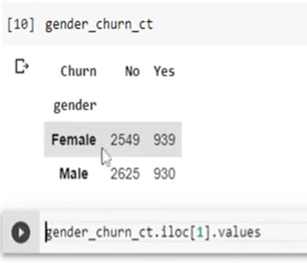 [10] gender_churn_ct
Churn No Yes
gender
Female 2549 939
Male 2625 930
gender_churn_ct.iloc[1].values